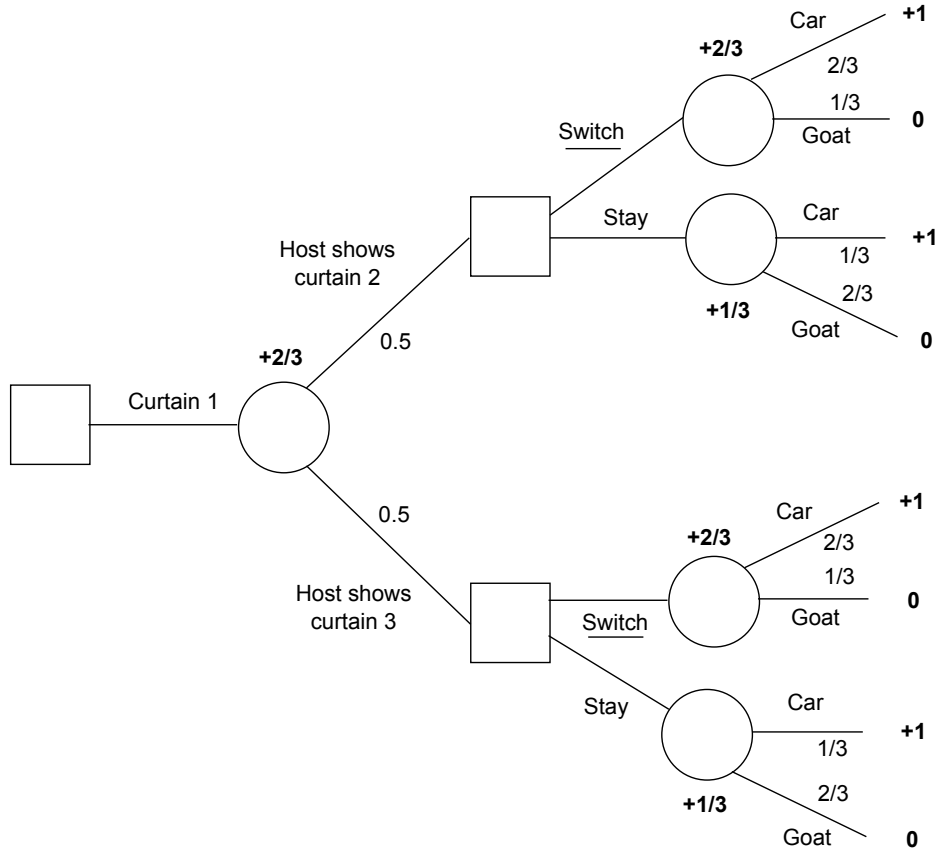 Car
+1
+2/3
2/3
1/3
0
Switch
Goat
Stay
Car
+1
Host shows
curtain 2
1/3
2/3
+1/3
Goat
0
0.5
+2/3
Curtain 1
Car
+1
0.5
+2/3
2/3
1/3
Host shows
curtain 3
Switch
Goat
0
Stay
Car
+1
1/3
2/3
+1/3
Goat
0